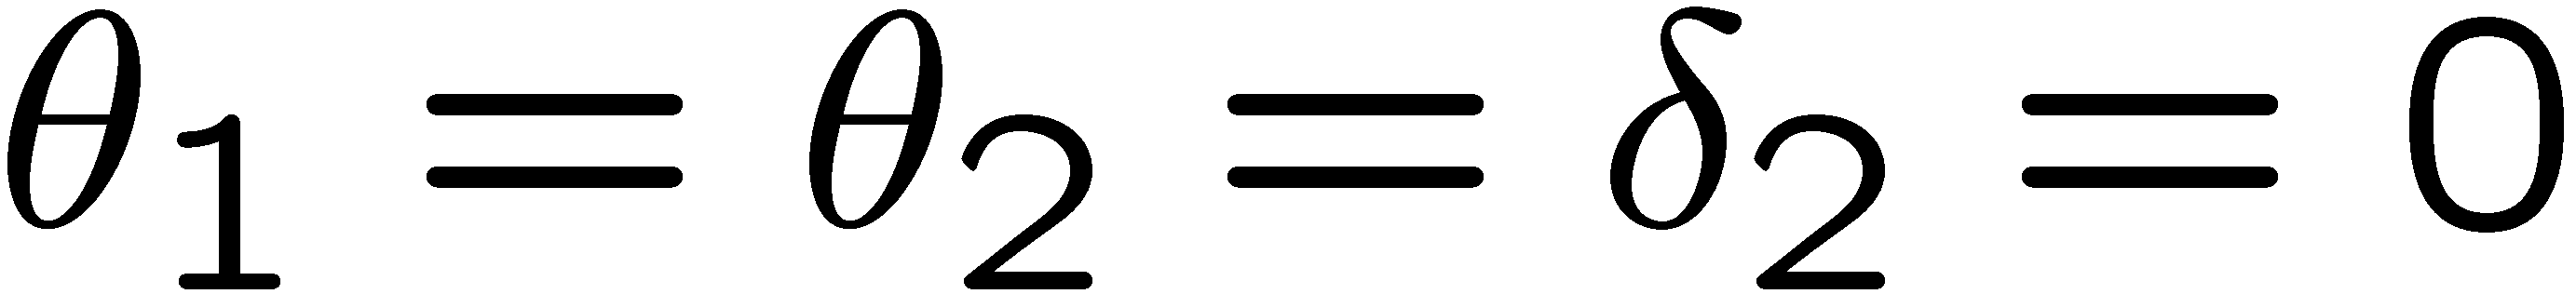 θ₁ = θ₂ = δ₂ = 0